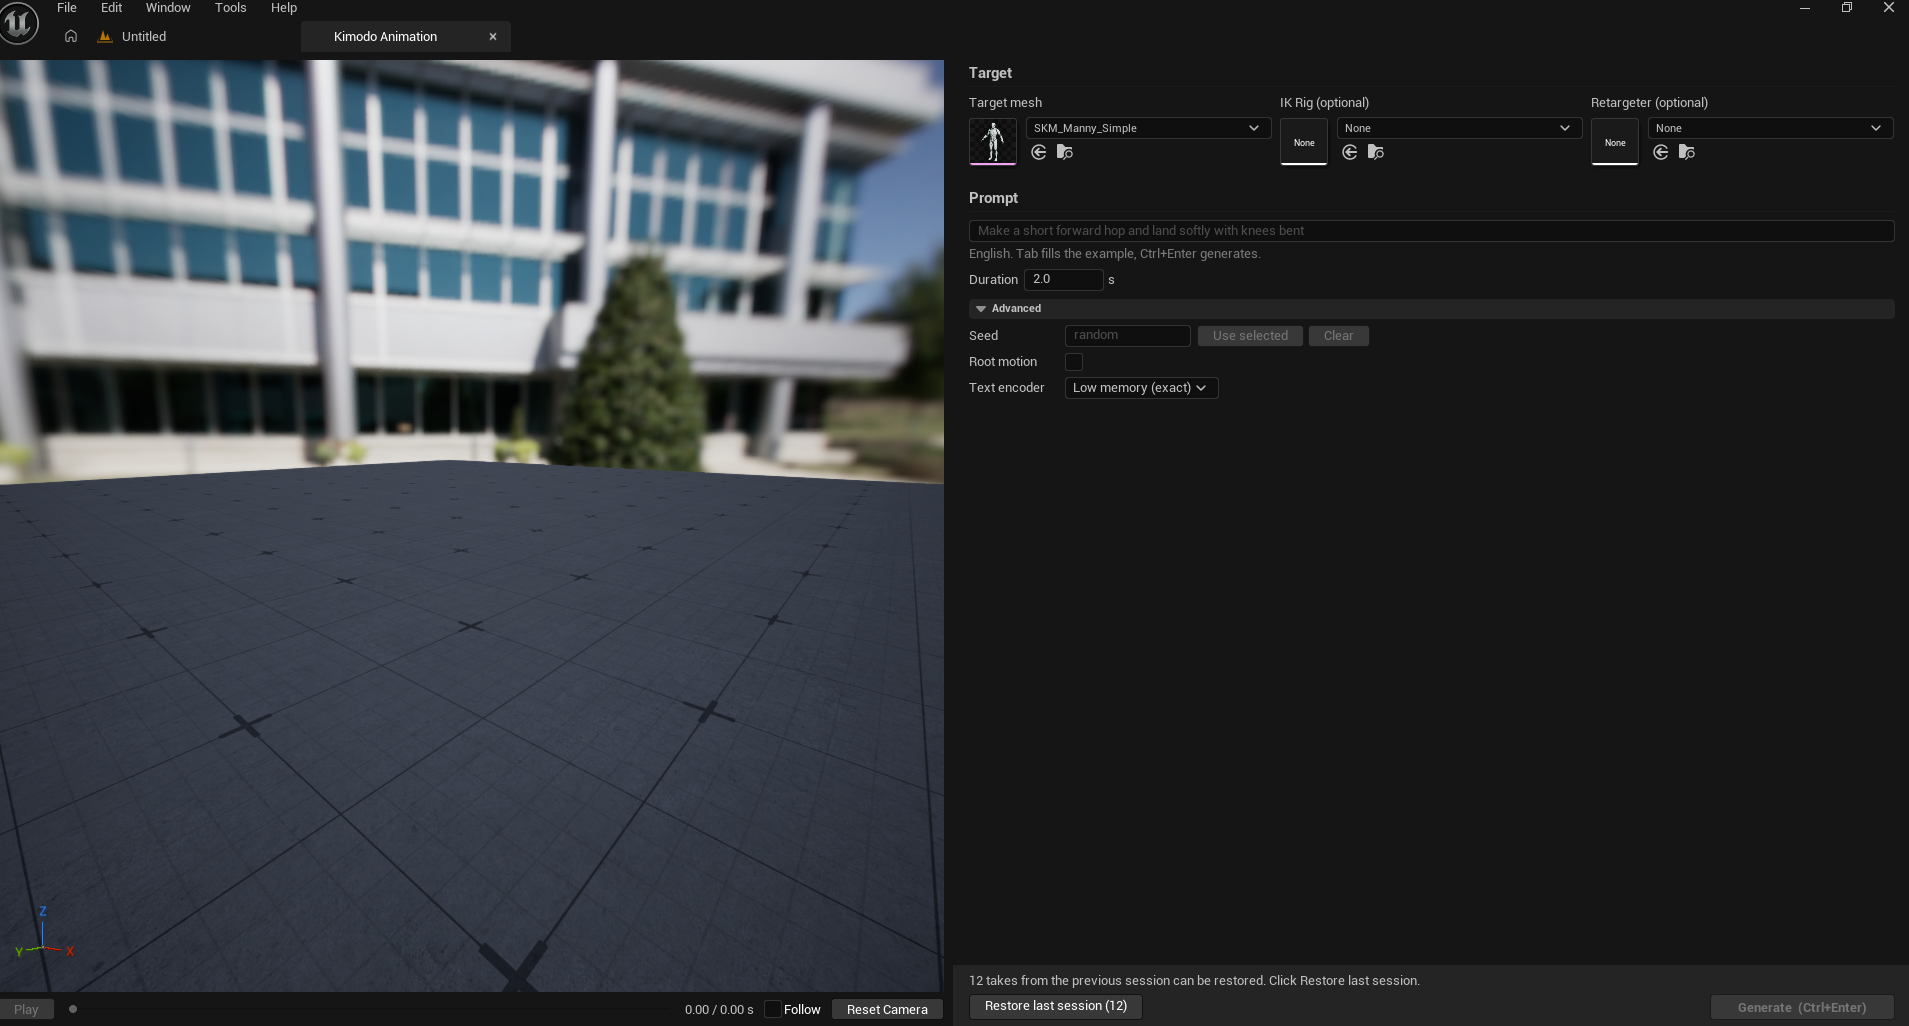 File Edit Window Tools Help
Untitled
Kimodo Animation
Target
Target mesh
SKM_Manny_Simple
IK Rig (optional)
None
None
Retargeter (optional)
None
None
Prompt
Make a short forward hop and land softly with knees bent
English. Tab fills the example, Ctrl+Enter generates.
Duration 2.0 s
Advanced
Seed random Use selected Clear
Root motion
Text encoder Low memory (exact)
Z
Y X
Play 0.00 / 0.00 s Follow Reset Camera
12 takes from the previous session can be restored. Click Restore last session.
Restore last session (12)
Generate (Ctrl+Enter)